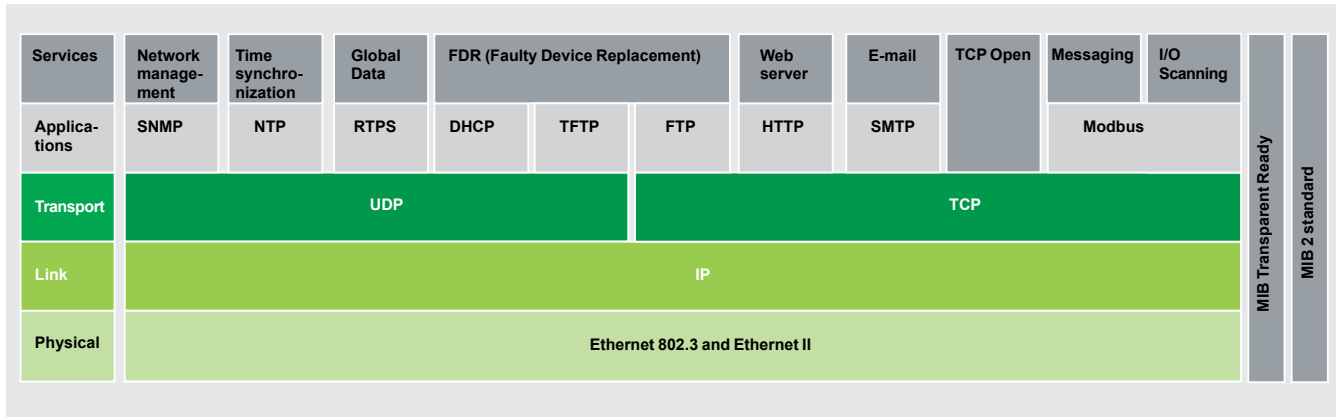 Services
Network
manage-
ment
Time
synchro-
nization
Global
Data
FDR (Faulty Device Replacement)
Web
server
E-mail
TCP Open
Messaging
I/O
Scanning
Applica-
tions
SNMP
NTP
RTPS
DHCP
TFTP
FTP
HTTP
SMTP
Modbus
Transport
UDP
TCP
Link
IP
Physical
Ethernet 802.3 and Ethernet II
MIB Transparent Ready
MIB 2 standard